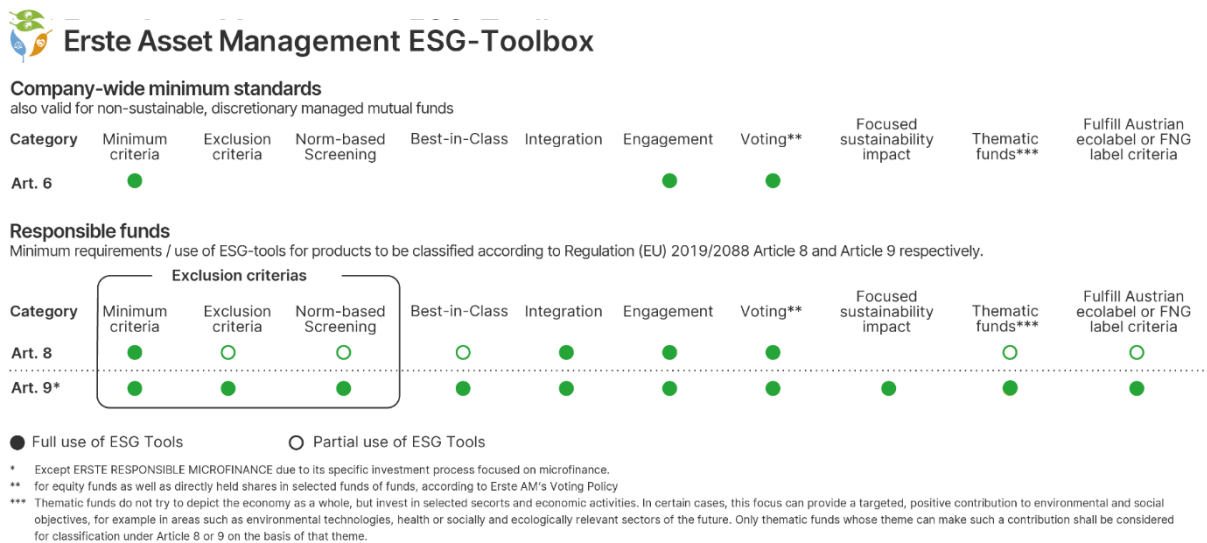 Erste Asset Management ESG-Toolbox
Company-wide minimum standards
also valid for non-sustainable, discretionary managed mutual funds
Category Minimum criteria Exclusion criteria Norm-based Screening Best-in-Class Integration Engagement Voting** Focused sustainability impact Thematic funds*** Fulfill Austrian ecolabel or FNG label criteria
Art. 6
Responsible funds
Minimum requirements / use of ESG-tools for products to be classified according to Regulation (EU) 2019/2088 Article 8 and Article 9 respectively.
Exclusion criterias
Category Minimum criteria Exclusion criteria Norm-based Screening Best-in-Class Integration Engagement Voting** Focused sustainability impact Thematic funds*** Fulfill Austrian ecolabel or FNG label criteria
Art. 8
Art. 9*
Full use of ESG Tools Partial use of ESG Tools
* Except ERSTE RESPONSIBLE MICROFINANCE due to its specific investment process focused on microfinance.
** for equity funds as well as directly held shares in selected funds of funds, according to Erste AM's Voting Policy
*** Thematic funds do not try to depict the economy as a whole, but invest in selected secorts and economic activities. In certain cases, this focus can provide a targeted, positive contribution to environmental and social
objectives, for example in areas such as environmental technologies, health or socially and ecologically relevant sectors of the future. Only thematic funds whose theme can make such a contribution shall be considered
for classification under Article 8 or 9 on the basis of that theme.